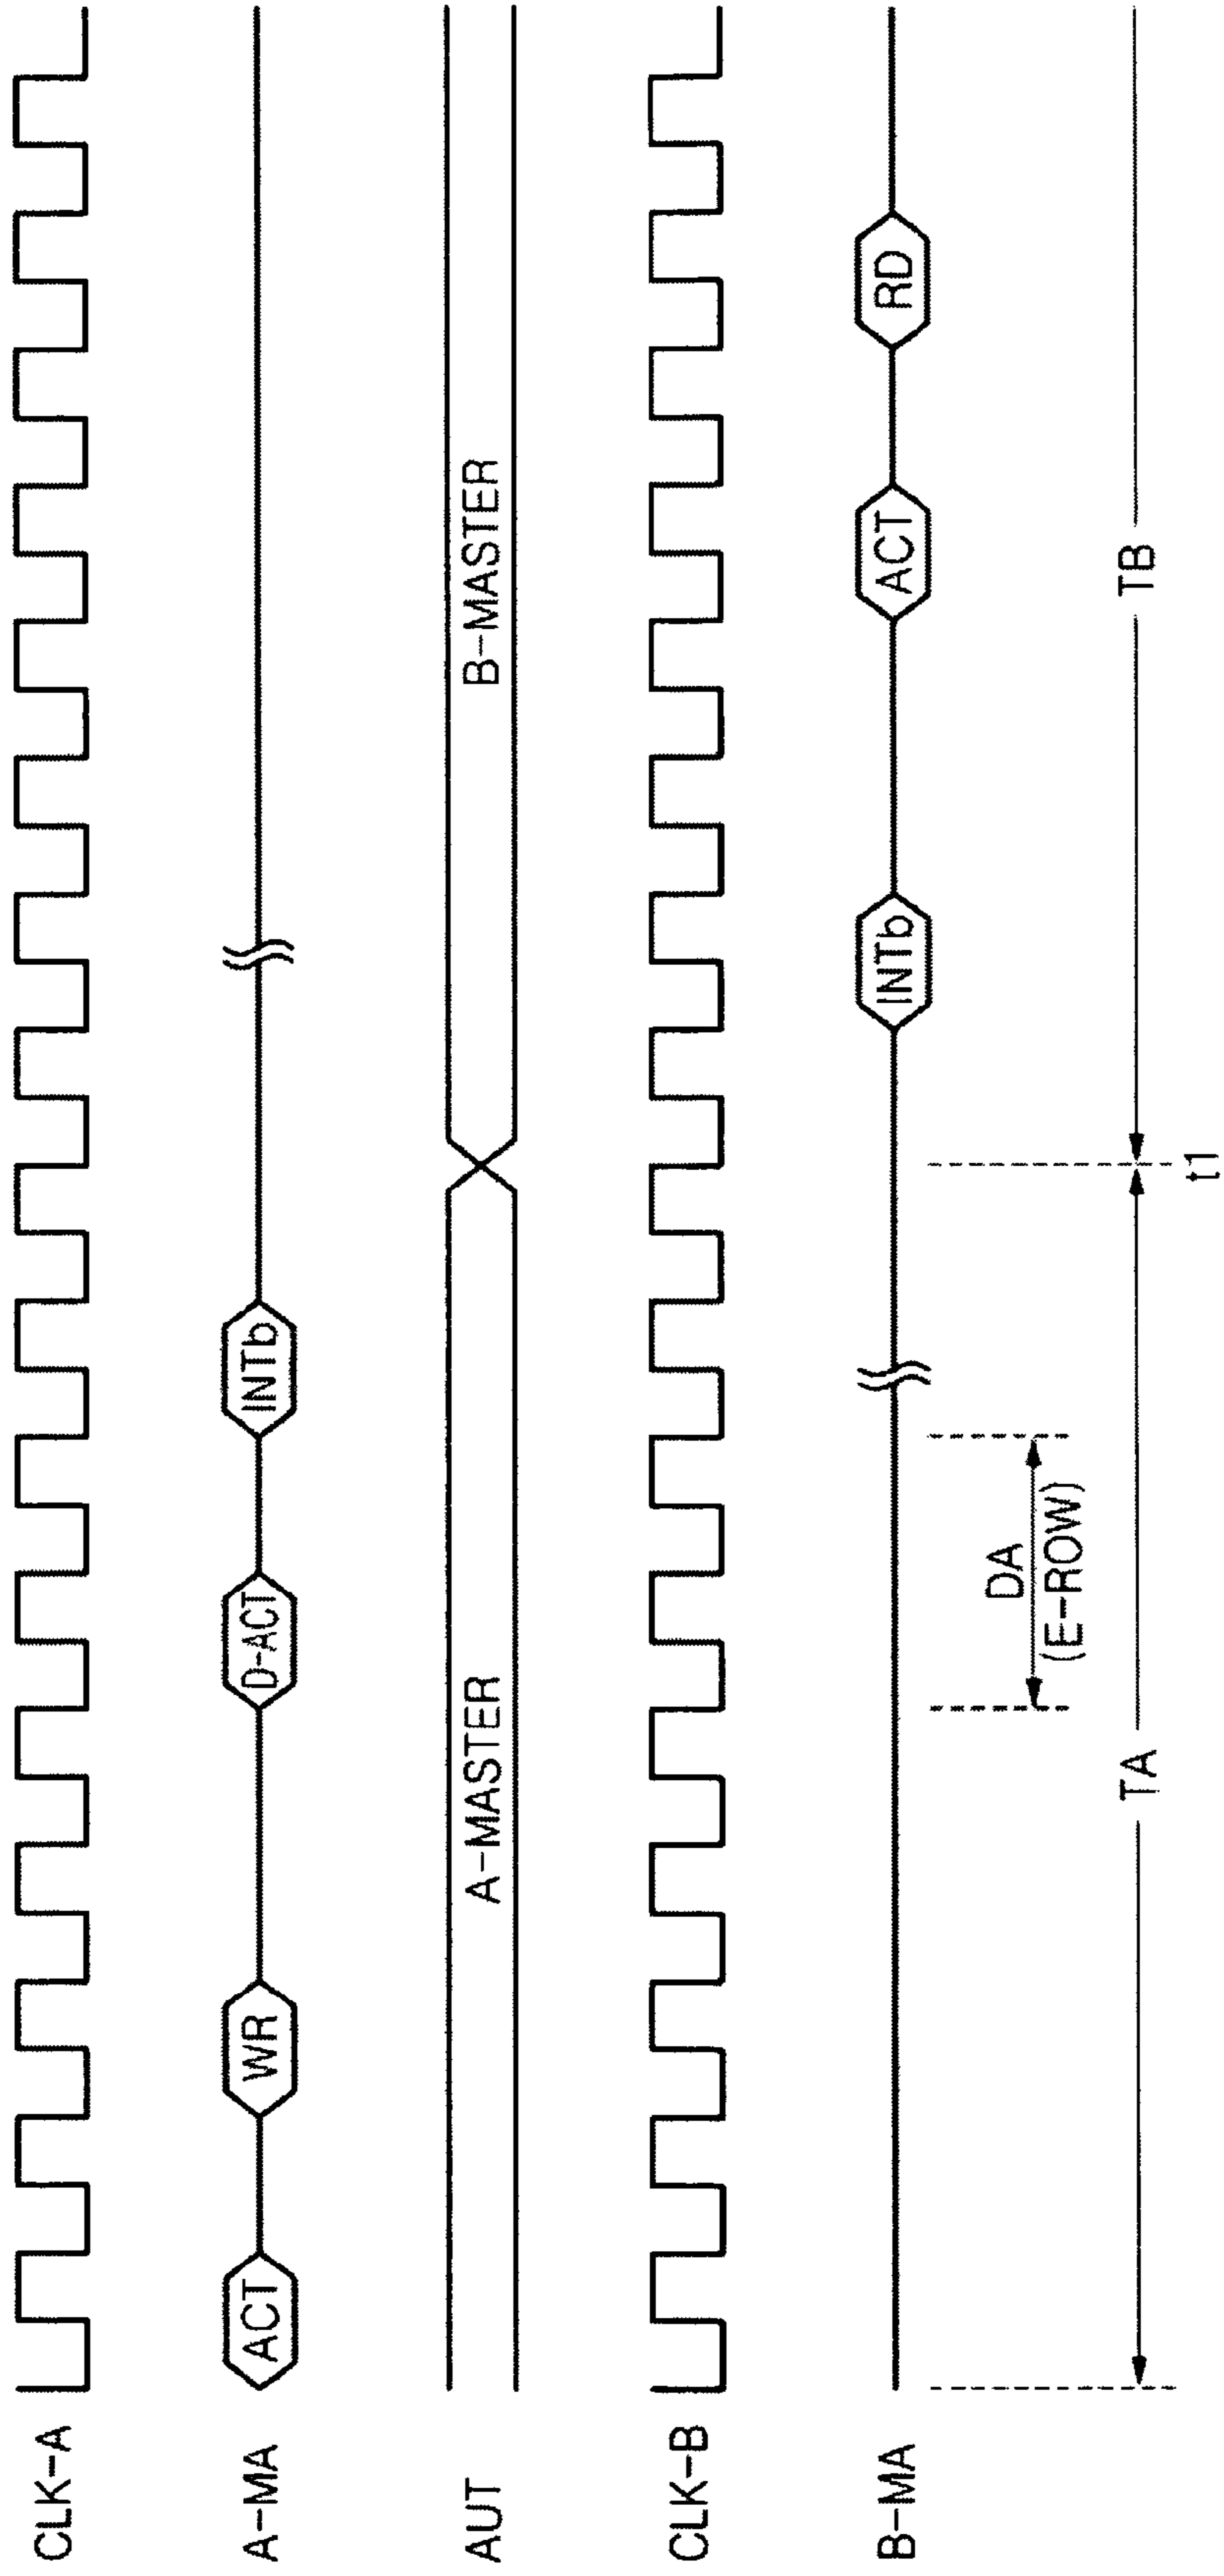 CLK-A
A-MA
ACT
WR
D-ACT
INTb
AUT
A-MASTER
B-MASTER
CLK-B
B-MA
INTb
ACT
RD
DA
(E-ROW)
TA
TB
t1